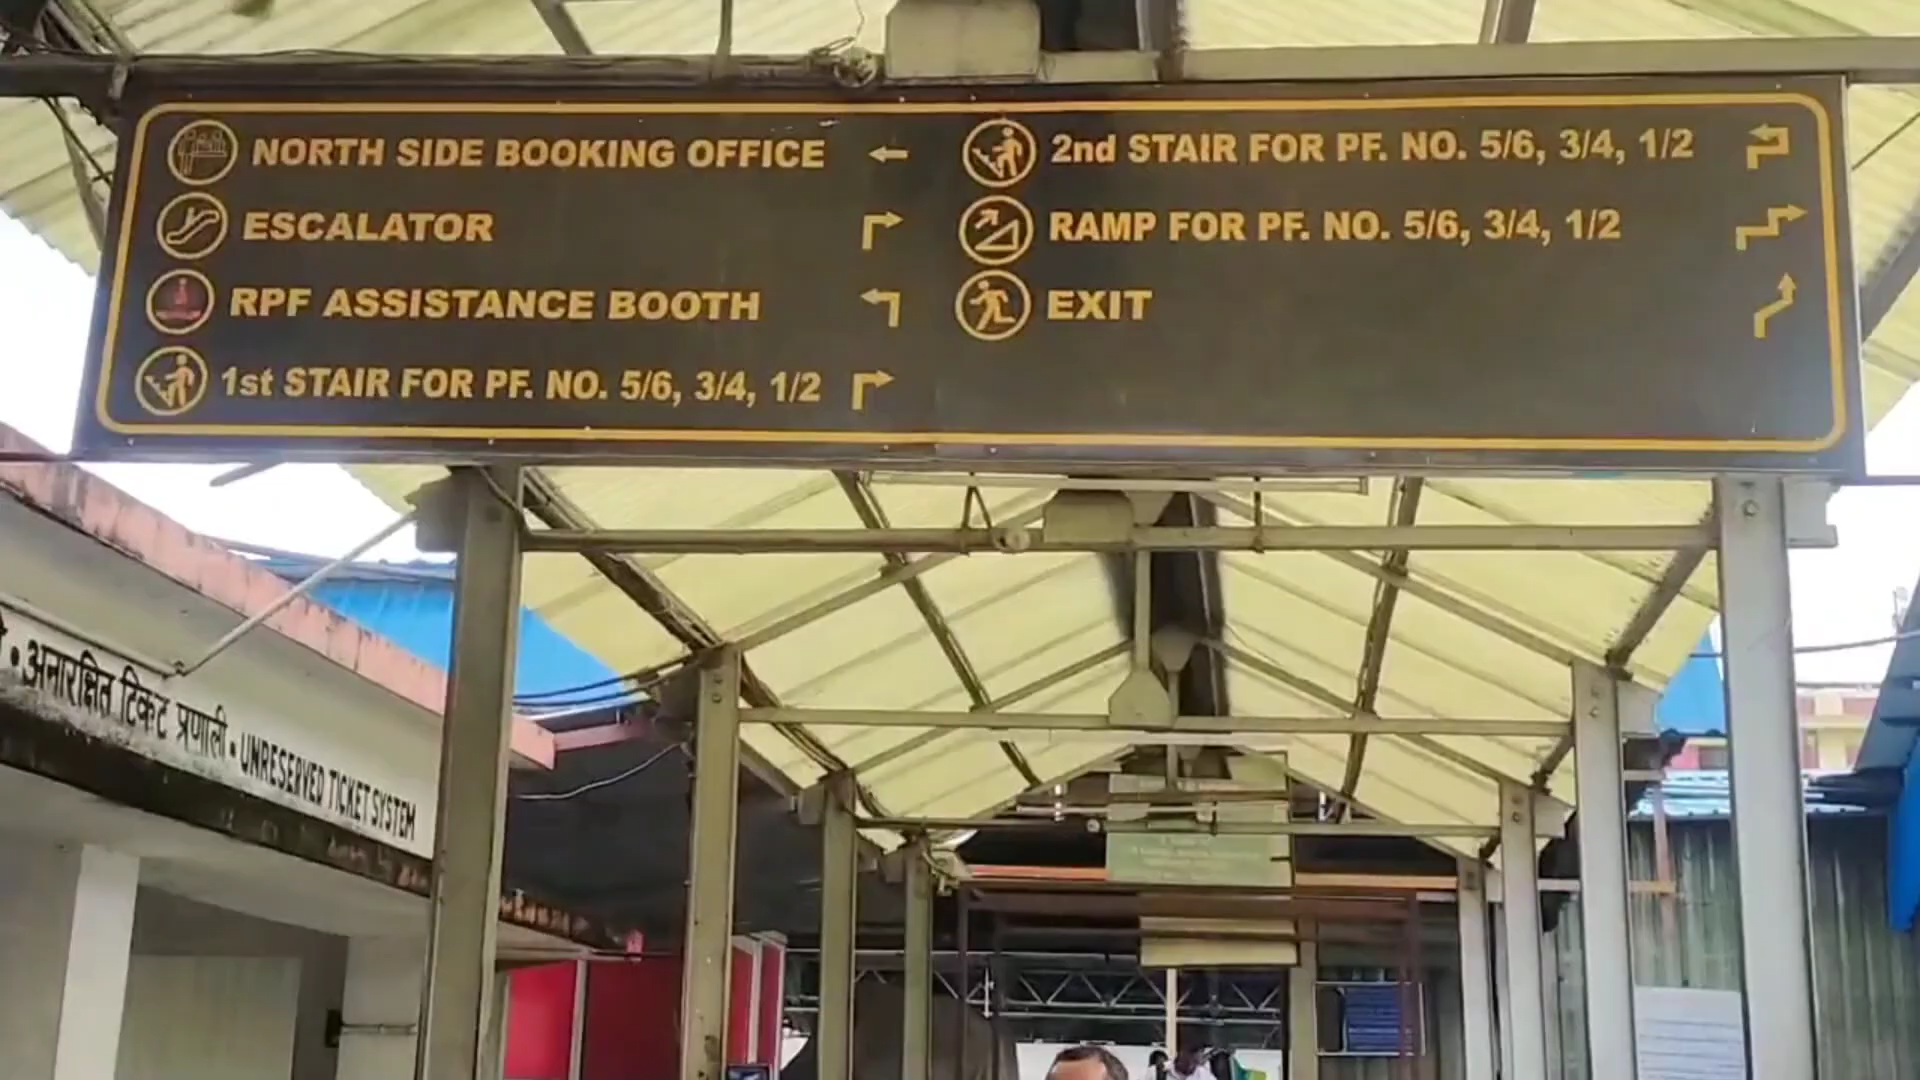 NORTH SIDE BOOKING OFFICE
ESCALATOR
RPF ASSISTANCE BOOTH
1st STAIR FOR PF. NO. 5/6, 3/4, 1/2
2nd STAIR FOR PF. NO. 5/6, 3/4, 1/2
RAMP FOR PF. NO. 5/6, 3/4, 1/2
EXIT
• अनारक्षित टिकट प्रणाली • UNRESERVED TICKET SYSTEM